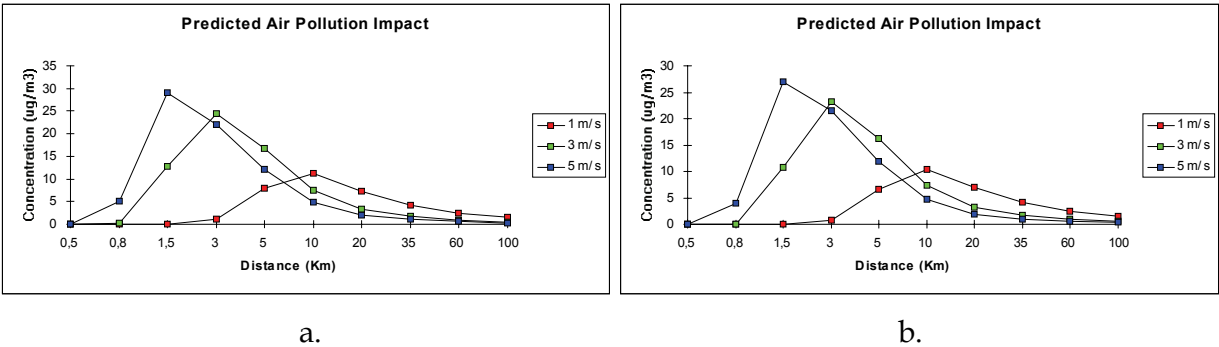 Predicted Air Pollution Impact
Concentration (ug/m3)
35
30
25
20
15
10
5
0
0,5 0,8 1,5 3 5 10 20 35 60 100
Distance (Km)
1 m/s
3 m/s
5 m/s
a.
Predicted Air Pollution Impact
Concentration (ug/m3)
30
25
20
15
10
5
0
0,5 0,8 1,5 3 5 10 20 35 60 100
Distance (Km)
1 m/s
3 m/s
5 m/s
b.